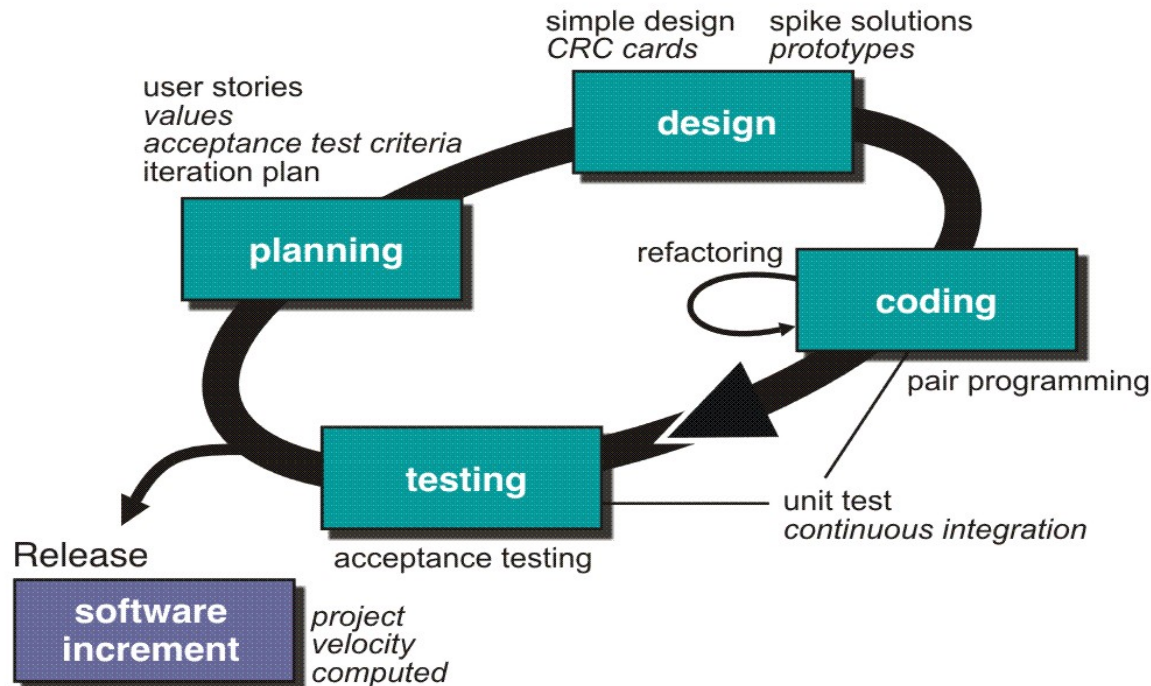 simple design
CRC cards
spike solutions
prototypes
design
user stories
values
acceptance test criteria
iteration plan
planning
refactoring
coding
pair programming
testing
unit test
continuous integration
acceptance testing
Release
software
increment
project
velocity
computed